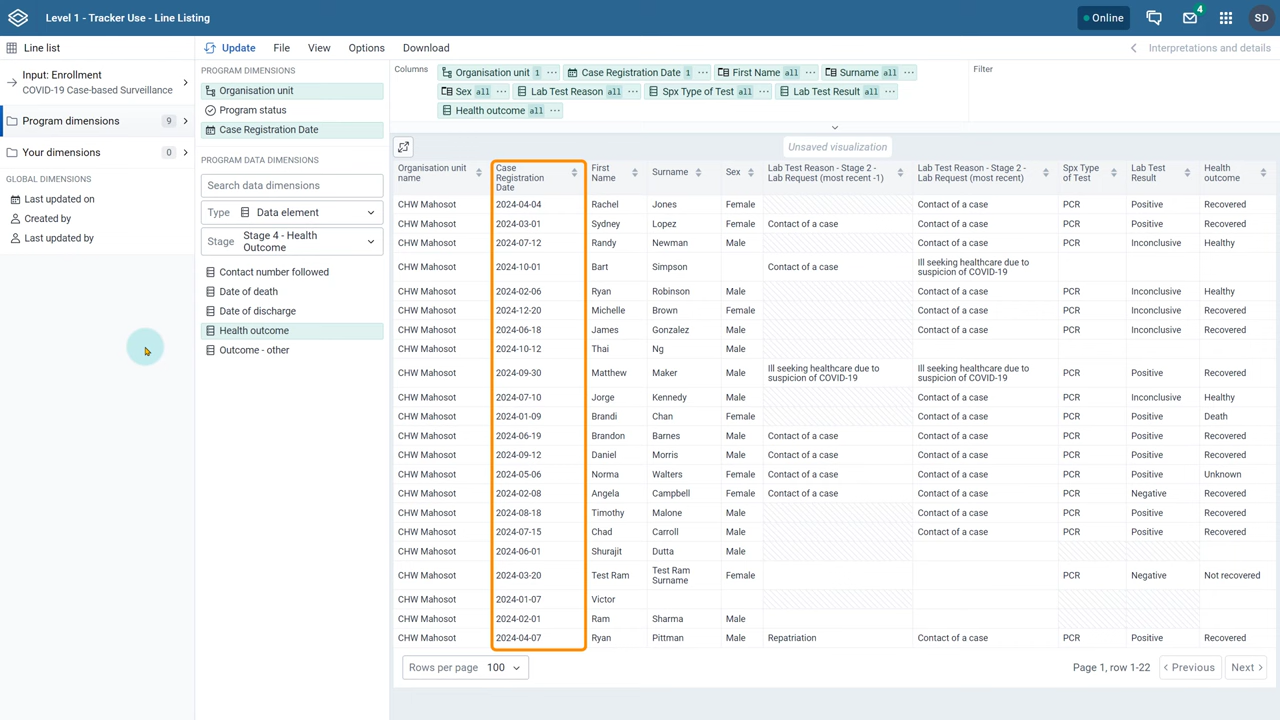 Level 1 - Tracker Use - Line Listing
Online
4
SD
Line list
Update
File
View
Options
Download
Interpretations and details
Input: Enrollment
COVID-19 Case-based Surveillance
Program dimensions
9
Your dimensions
0
GLOBAL DIMENSIONS
Last updated on
Created by
Last updated by
PROGRAM DIMENSIONS
Organisation unit
Program status
Case Registration Date
PROGRAM DATA DIMENSIONS
Search data dimensions
Type Data element
Stage Stage 4 - Health
Outcome
Contact number followed
Date of death
Date of discharge
Health outcome
Outcome - other
Columns Organisation unit 1 ··· Case Registration Date 1 ··· First Name all ··· Surname all ···
Sex all ··· Lab Test Reason all ··· Spx Type of Test all ··· Lab Test Result all ···
Health outcome all ···
Filter
Unsaved visualization
Organisation unit
name
Case
Registration
Date
First
Name
Surname
Sex
Lab Test Reason - Stage 2 -
Lab Request (most recent -1)
Lab Test Reason - Stage 2 -
Lab Request (most recent)
Spx Type
of Test
Lab Test
Result
Health
outcome
CHW Mahosot 2024-04-04 Rachel Jones Female Contact of a case PCR Positive Recovered
CHW Mahosot 2024-03-01 Sydney Lopez Female Contact of a case Contact of a case PCR Positive Recovered
CHW Mahosot 2024-07-12 Randy Newman Male Contact of a case PCR Inconclusive Healthy
CHW Mahosot 2024-10-01 Bart Simpson Contact of a case Ill seeking healthcare due to
suspicion of COVID-19
CHW Mahosot 2024-02-06 Ryan Robinson Male Contact of a case PCR Inconclusive Healthy
CHW Mahosot 2024-12-20 Michelle Brown Female Contact of a case PCR Inconclusive Recovered
CHW Mahosot 2024-06-18 James Gonzalez Male Contact of a case PCR Inconclusive Recovered
CHW Mahosot 2024-10-12 Thai Ng Male
CHW Mahosot 2024-09-30 Matthew Maker Male Ill seeking healthcare due to
suspicion of COVID-19
Ill seeking healthcare due to
suspicion of COVID-19
PCR Positive Recovered
CHW Mahosot 2024-07-10 Jorge Kennedy Male Contact of a case PCR Inconclusive Healthy
CHW Mahosot 2024-01-09 Brandi Chan Female Contact of a case PCR Positive Death
CHW Mahosot 2024-06-19 Brandon Barnes Male Contact of a case Contact of a case PCR Positive Recovered
CHW Mahosot 2024-09-12 Daniel Morris Male Contact of a case Contact of a case PCR Positive Recovered
CHW Mahosot 2024-05-06 Norma Walters Female Contact of a case Contact of a case PCR Positive Unknown
CHW Mahosot 2024-02-08 Angela Campbell Female Contact of a case Contact of a case PCR Negative Recovered
CHW Mahosot 2024-08-18 Timothy Malone Male Contact of a case PCR Positive Recovered
CHW Mahosot 2024-07-15 Chad Carroll Male Contact of a case PCR Positive Recovered
CHW Mahosot 2024-06-01 Shurajit Dutta Male
CHW Mahosot 2024-03-20 Test Ram Test Ram
Surname
Female PCR Negative Not recovered
CHW Mahosot 2024-01-07 Victor
CHW Mahosot 2024-02-01 Ram Sharma Male
CHW Mahosot 2024-04-07 Ryan Pittman Male Repatriation Contact of a case PCR Positive Recovered
Rows per page 100
Page 1, row 1-22
Previous
Next